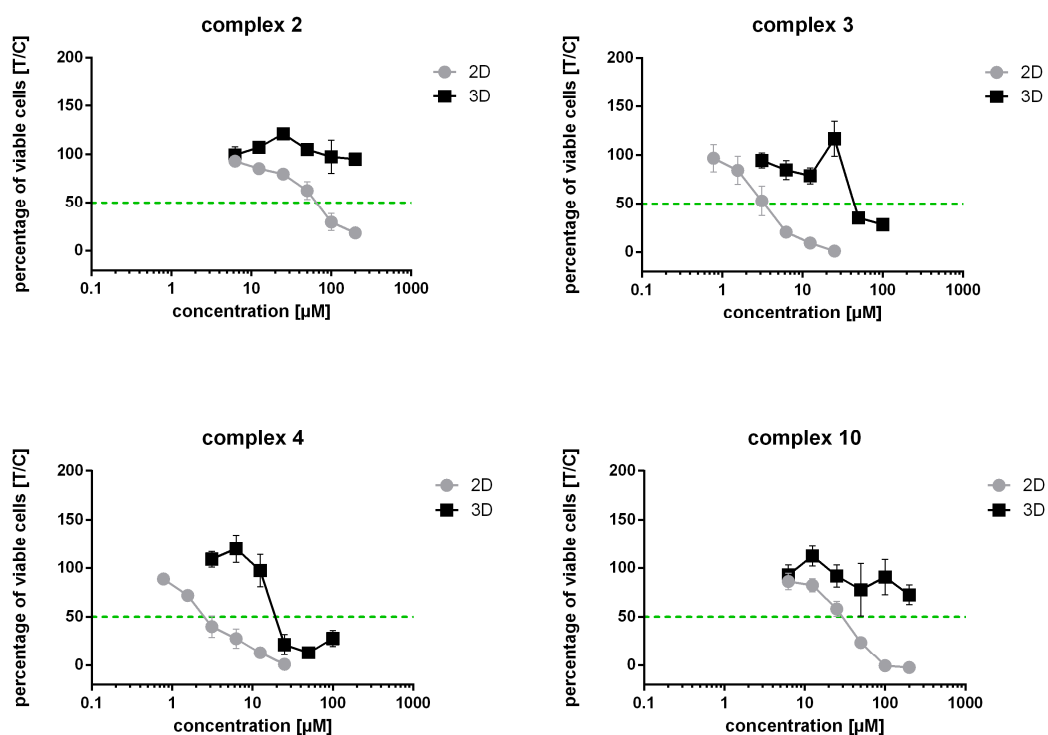 complex 2
percentage of viable cells [T/C]
200
150
100
50
0
0.1 1 10 100 1000
concentration [µM]
2D
3D
complex 3
percentage of viable cells [T/C]
200
150
100
50
0
0.1 1 10 100 1000
concentration [µM]
2D
3D
complex 4
percentage of viable cells [T/C]
200
150
100
50
0
0.1 1 10 100 1000
concentration [µM]
2D
3D
complex 10
percentage of viable cells [T/C]
200
150
100
50
0
0.1 1 10 100 1000
concentration [µM]
2D
3D